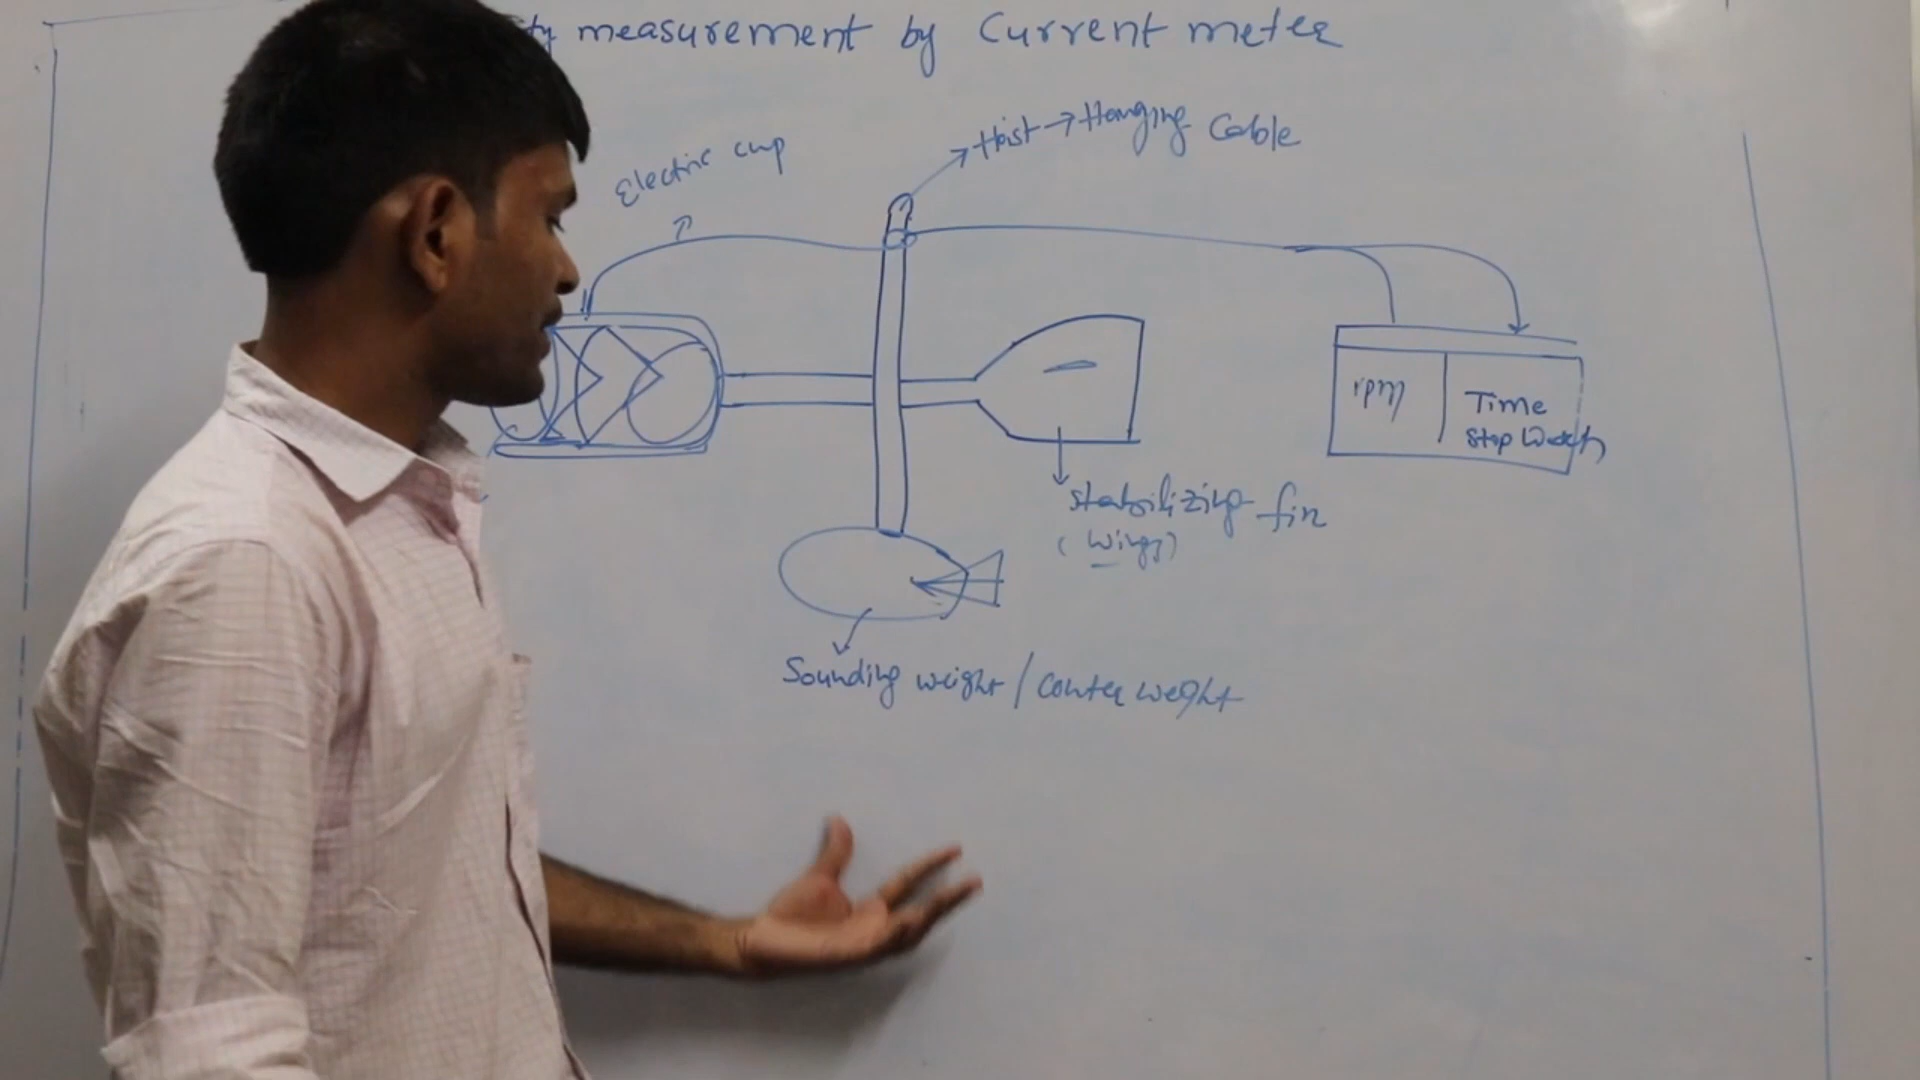 ty measurement by Current meter
Hoist → Hanging Cable
Electric cup
rpm
Time
Stop Watch
Stabilizing fin
(wings)
Sounding weight / Counter weight